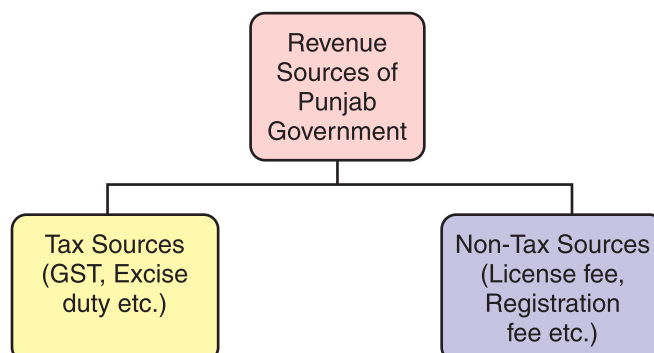 Revenue
Sources of
Punjab
Government
Tax Sources
(GST, Excise
duty etc.)
Non-Tax Sources
(License fee,
Registration
fee etc.)